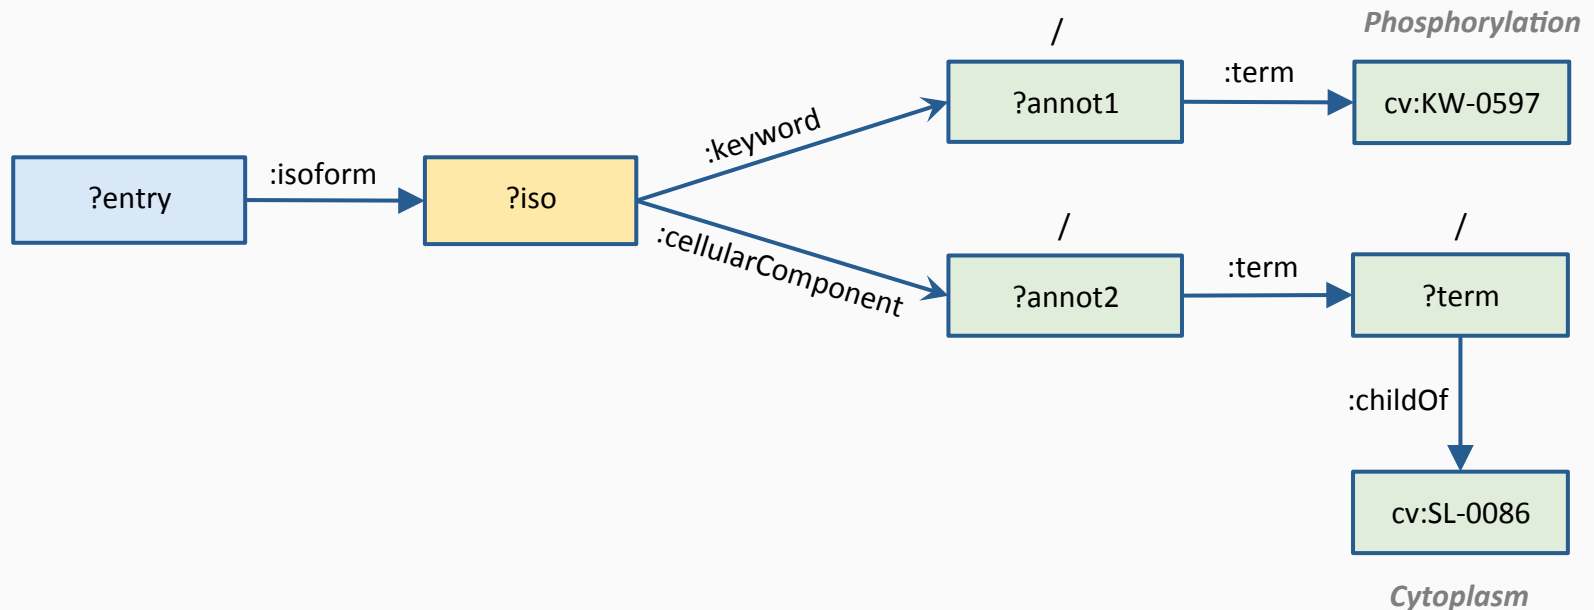 Phosphorylation
/
?annot1
:term
cv:KW-0597
:keyword
?entry
:isoform
?iso
:cellularComponent
/
?annot2
:term
/
?term
:childOf
cv:SL-0086
Cytoplasm